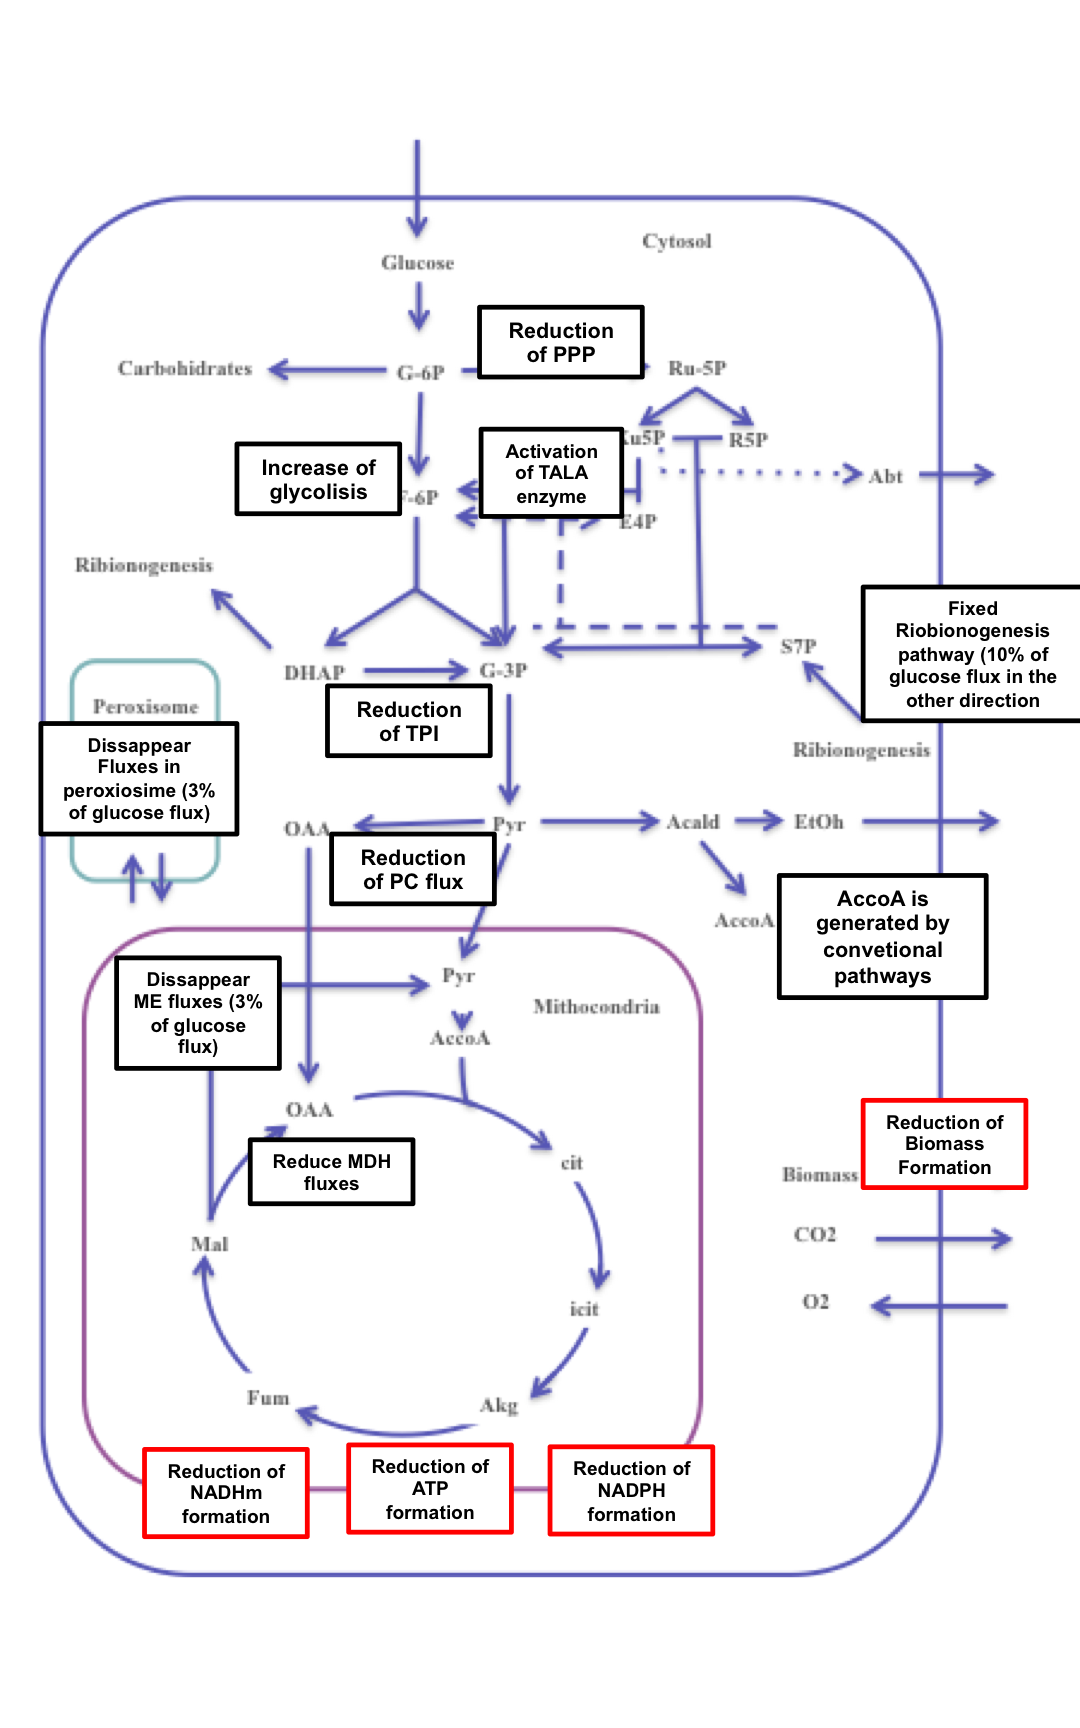 Cytosol
Glucose
Reduction
of PPP
Carbohidrates
G-6P
Ru-5P
Xu5P
R5P
Increase of
glycolisis
Activation
of TALA
enzyme
Abt
F-6P
E4P
Ribionogenesis
Fixed
Riobionogenesis
pathway (10% of
glucose flux in the
other direction
DHAP
G-3P
S7P
Reduction
of TPI
Peroxisome
Dissappear
Fluxes in
peroxiosime (3%
of glucose flux)
Ribionogenesis
OAA
Pyr
Acald
EtOh
Reduction
of PC flux
AccoA
AccoA is
generated by
convetional
pathways
Dissappear
ME fluxes (3%
of glucose
flux)
Pyr
Mithocondria
AccoA
OAA
Reduce MDH
fluxes
cit
Reduction of
Biomass
Formation
Biomass
Mal
CO2
icit
O2
Fum
Akg
Reduction of
NADHm
formation
Reduction of
ATP
formation
Reduction of
NADPH
formation